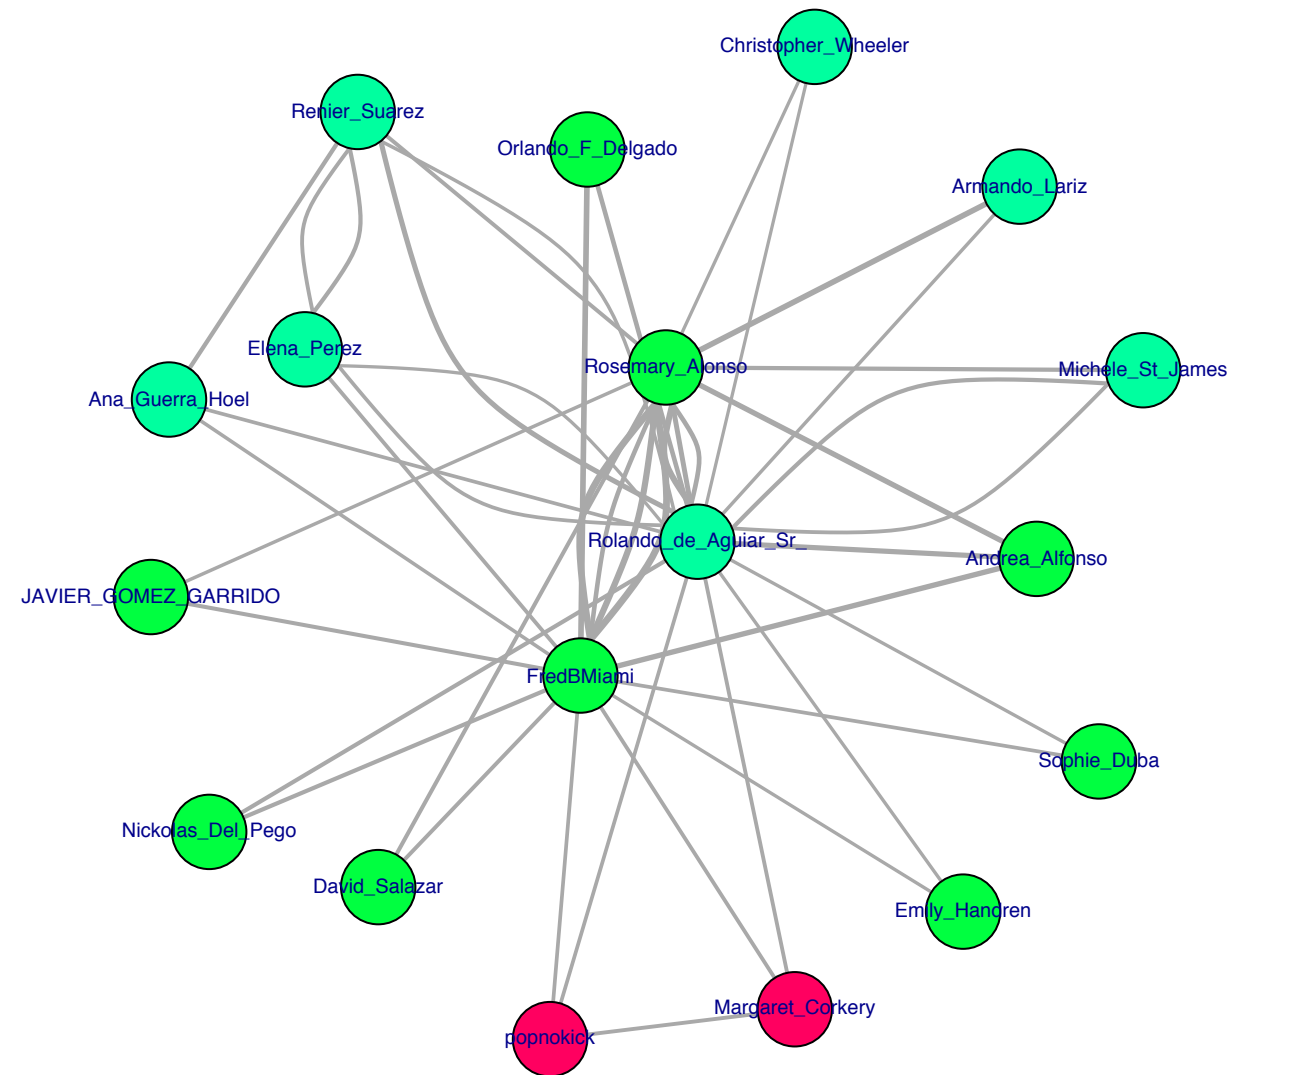 Christopher_Wheeler
Renier_Suarez
Orlando_F_Delgado
Armando_Lariz
Elena_Perez
Rosemary_Alonso
Michele_St_James
Ana_Guerra_Hoel
Rolando_de_Aguiar_Sr_
Andrea_Alfonso
JAVIER_GOMEZ_GARRIDO
FredBMiami
Sophie_Duba
Nickolas_Del_Pego
David_Salazar
Emily_Handren
Margaret_Corkery
popnokick